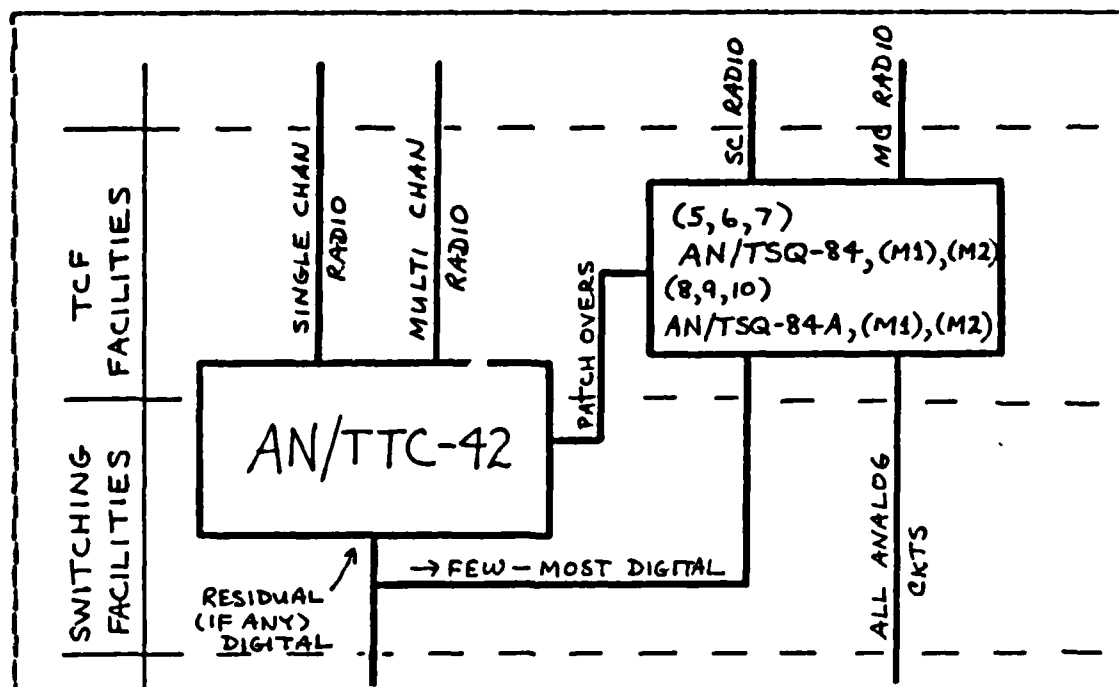 TCF
FACILITIES
SWITCHING
FACILITIES
SINGLE CHAN
RADIO
MULTI CHAN
RADIO
SC RADIO
MC RADIO
(5,6,7)
AN/TSQ-84,(M1),(M2)
(8,9,10)
AN/TSQ-84-A,(M1),(M2)
PATCH OVERS
AN/TTC-42
→ FEW - MOST DIGITAL
RESIDUAL
(IF ANY)
DIGITAL
ALL ANALOG
CKTS